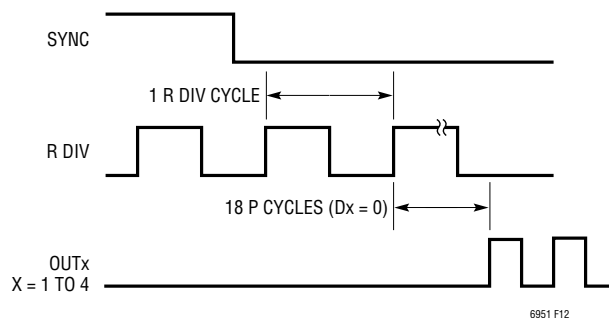 SYNC
1 R DIV CYCLE
R DIV
18 P CYCLES (Dx = 0)
OUTx
X = 1 TO 4
6951 F12